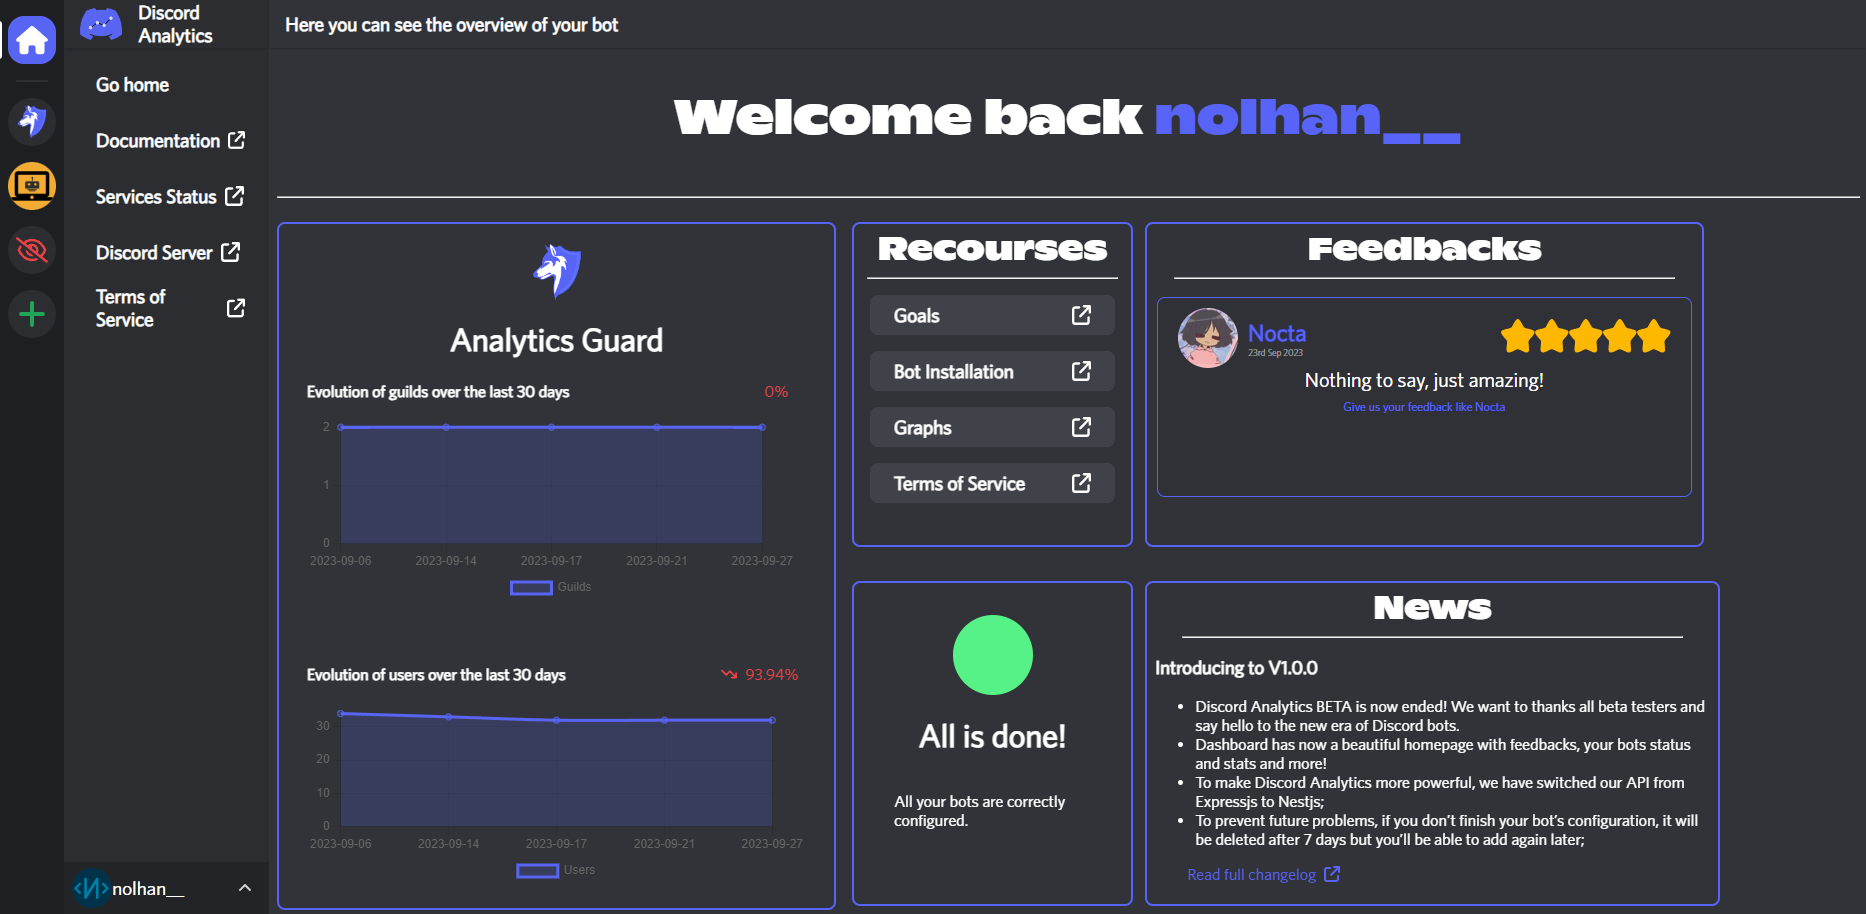 Discord
Analytics
Here you can see the overview of your bot
Go home
Documentation
Services Status
Discord Server
Terms of
Service
nolhan__
Welcome back nolhan__
Analytics Guard
Evolution of guilds over the last 30 days
0%
2
1
0
2023-09-06 2023-09-14 2023-09-17 2023-09-21 2023-09-27
Guilds
Evolution of users over the last 30 days
93.94%
30
20
10
0
2023-09-06 2023-09-14 2023-09-17 2023-09-21 2023-09-27
Users
Recourses
Goals
Bot Installation
Graphs
Terms of Service
Feedbacks
Nocta
23rd Sep 2023
Nothing to say, just amazing!
Give us your feedback like Nocta
All is done!
All your bots are correctly
configured.
News
Introducing to V1.0.0
• Discord Analytics BETA is now ended! We want to thanks all beta testers and
say hello to the new era of Discord bots.
• Dashboard has now a beautiful homepage with feedbacks, your bots status
and stats and more!
• To make Discord Analytics more powerful, we have switched our API from
Expressjs to Nestjs;
• To prevent future problems, if you don’t finish your bot’s configuration, it will
be deleted after 7 days but you’ll be able to add again later;
Read full changelog